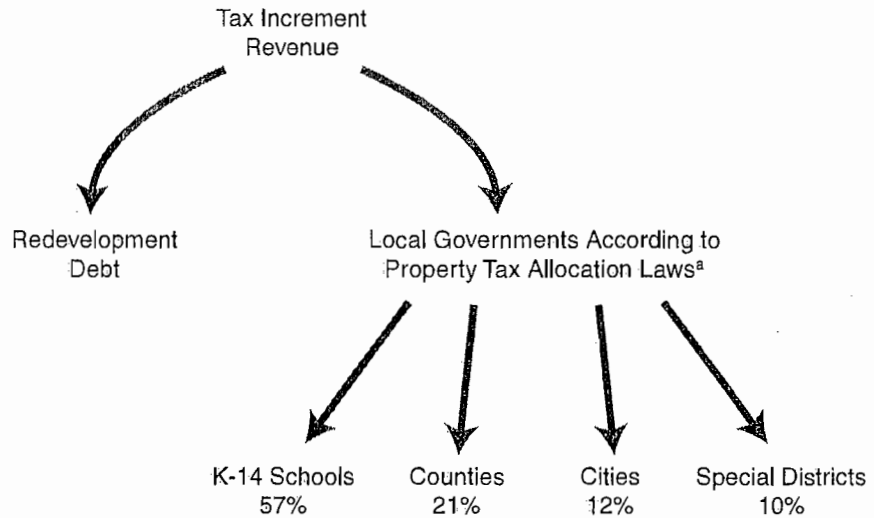 Tax Increment
Revenue
Redevelopment
Debt
Local Governments According to
Property Tax Allocation Lawsᵃ
K-14 Schools
57%
Counties
21%
Cities
12%
Special Districts
10%